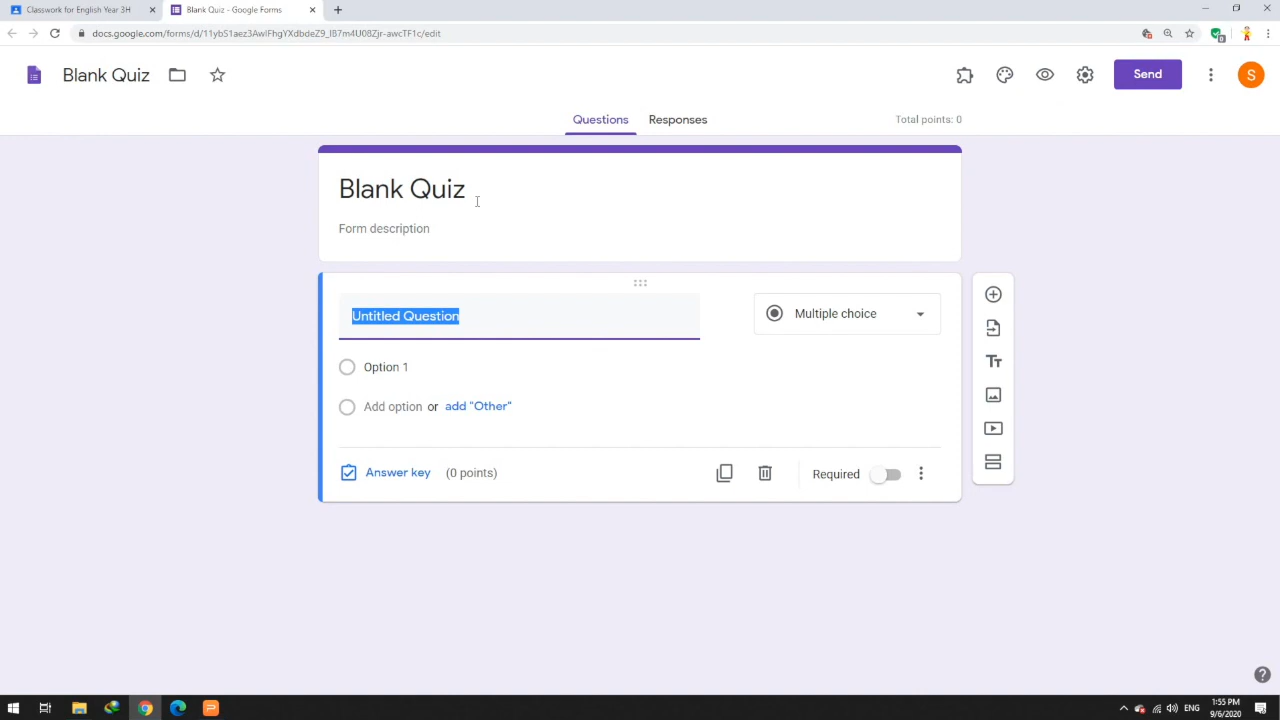 Classwork for English Year 3H
Blank Quiz - Google Forms
docs.google.com/forms/d/11ybS1aez3AwlFhgYXdbdeZ9_l87m4U08Zjr-awcTF1c/edit
Blank Quiz
Send
S
Questions
Responses
Total points: 0
Blank Quiz
Form description
Untitled Question
Multiple choice
Option 1
Add option or add "Other"
Answer key (0 points)
Required
ENG
1:55 PM
9/6/2020